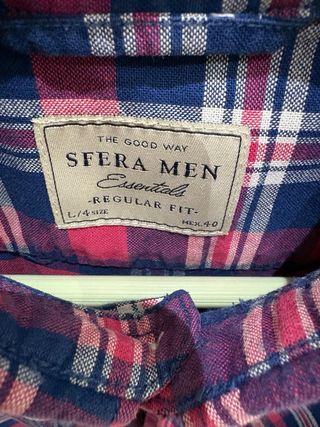 THE GOOD WAY
SFERA MEN
Essentials
-REGULAR FIT-
L/4 SIZE MEX.40